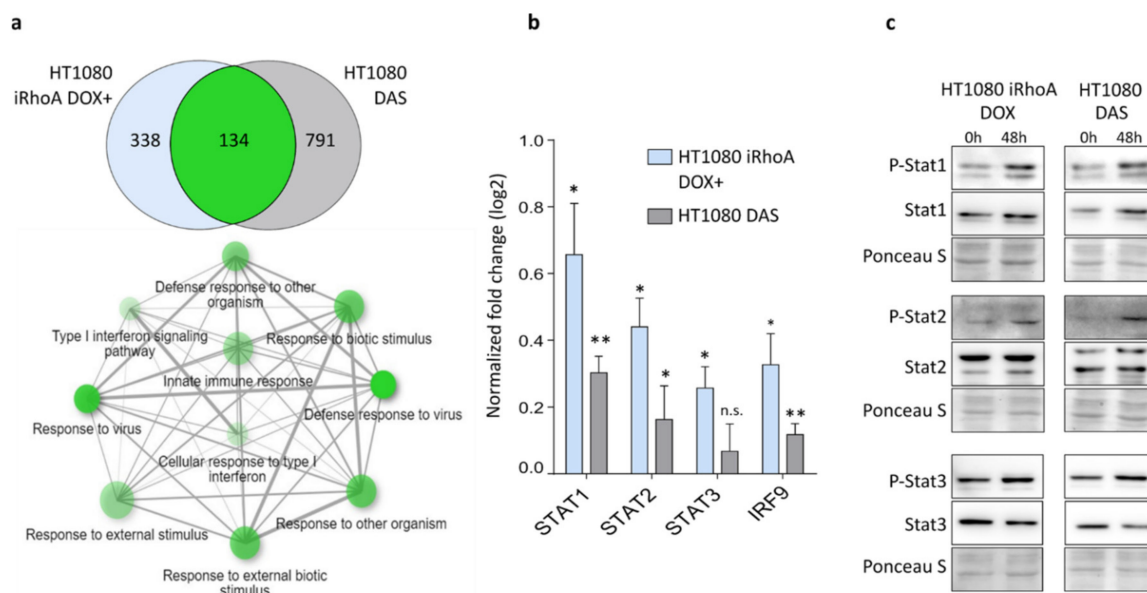 a
HT1080
iRhoA DOX+
HT1080
DAS
338
134
791
Defense response to other
organism
Type I interferon signaling
pathway
Response to biotic stimulus
Innate immune response
Defense response to virus
Response to virus
Cellular response to type I
interferon
Response to other organism
Response to external stimulus
Response to external biotic
stimulus
b
Normalized fold change (log2)
1.0
0.8
0.6
0.4
0.2
0.0
HT1080 iRhoA
DOX+
HT1080 DAS
*
**
*
*
*
n.s.
*
**
STAT1
STAT2
STAT3
IRF9
c
HT1080 iRhoA
DOX
HT1080
DAS
0h 48h
0h 48h
P-Stat1
Stat1
Ponceau S
P-Stat2
Stat2
Ponceau S
P-Stat3
Stat3
Ponceau S